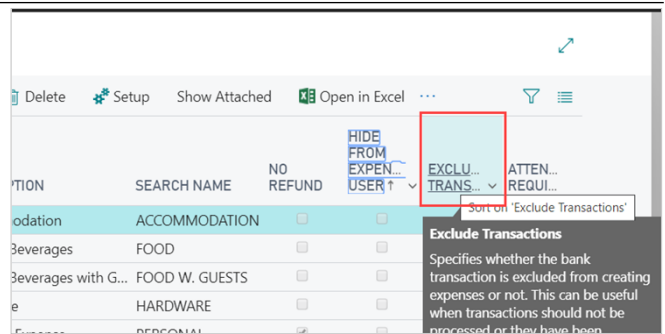 Delete Setup Show Attached Open in Excel ···
HIDE
FROM
NO EXPEN... EXCLU... ATTEN...
PTION SEARCH NAME REFUND USER ↑ TRANS... REQUI...
Sort on 'Exclude Transactions'
odation ACCOMMODATION
Exclude Transactions
Beverages FOOD
Specifies whether the bank
Beverages with G... FOOD W. GUESTS
transaction is excluded from creating
expenses or not. This can be useful
e HARDWARE
when transactions should not be
processed or they have been
Expense PERSONAL